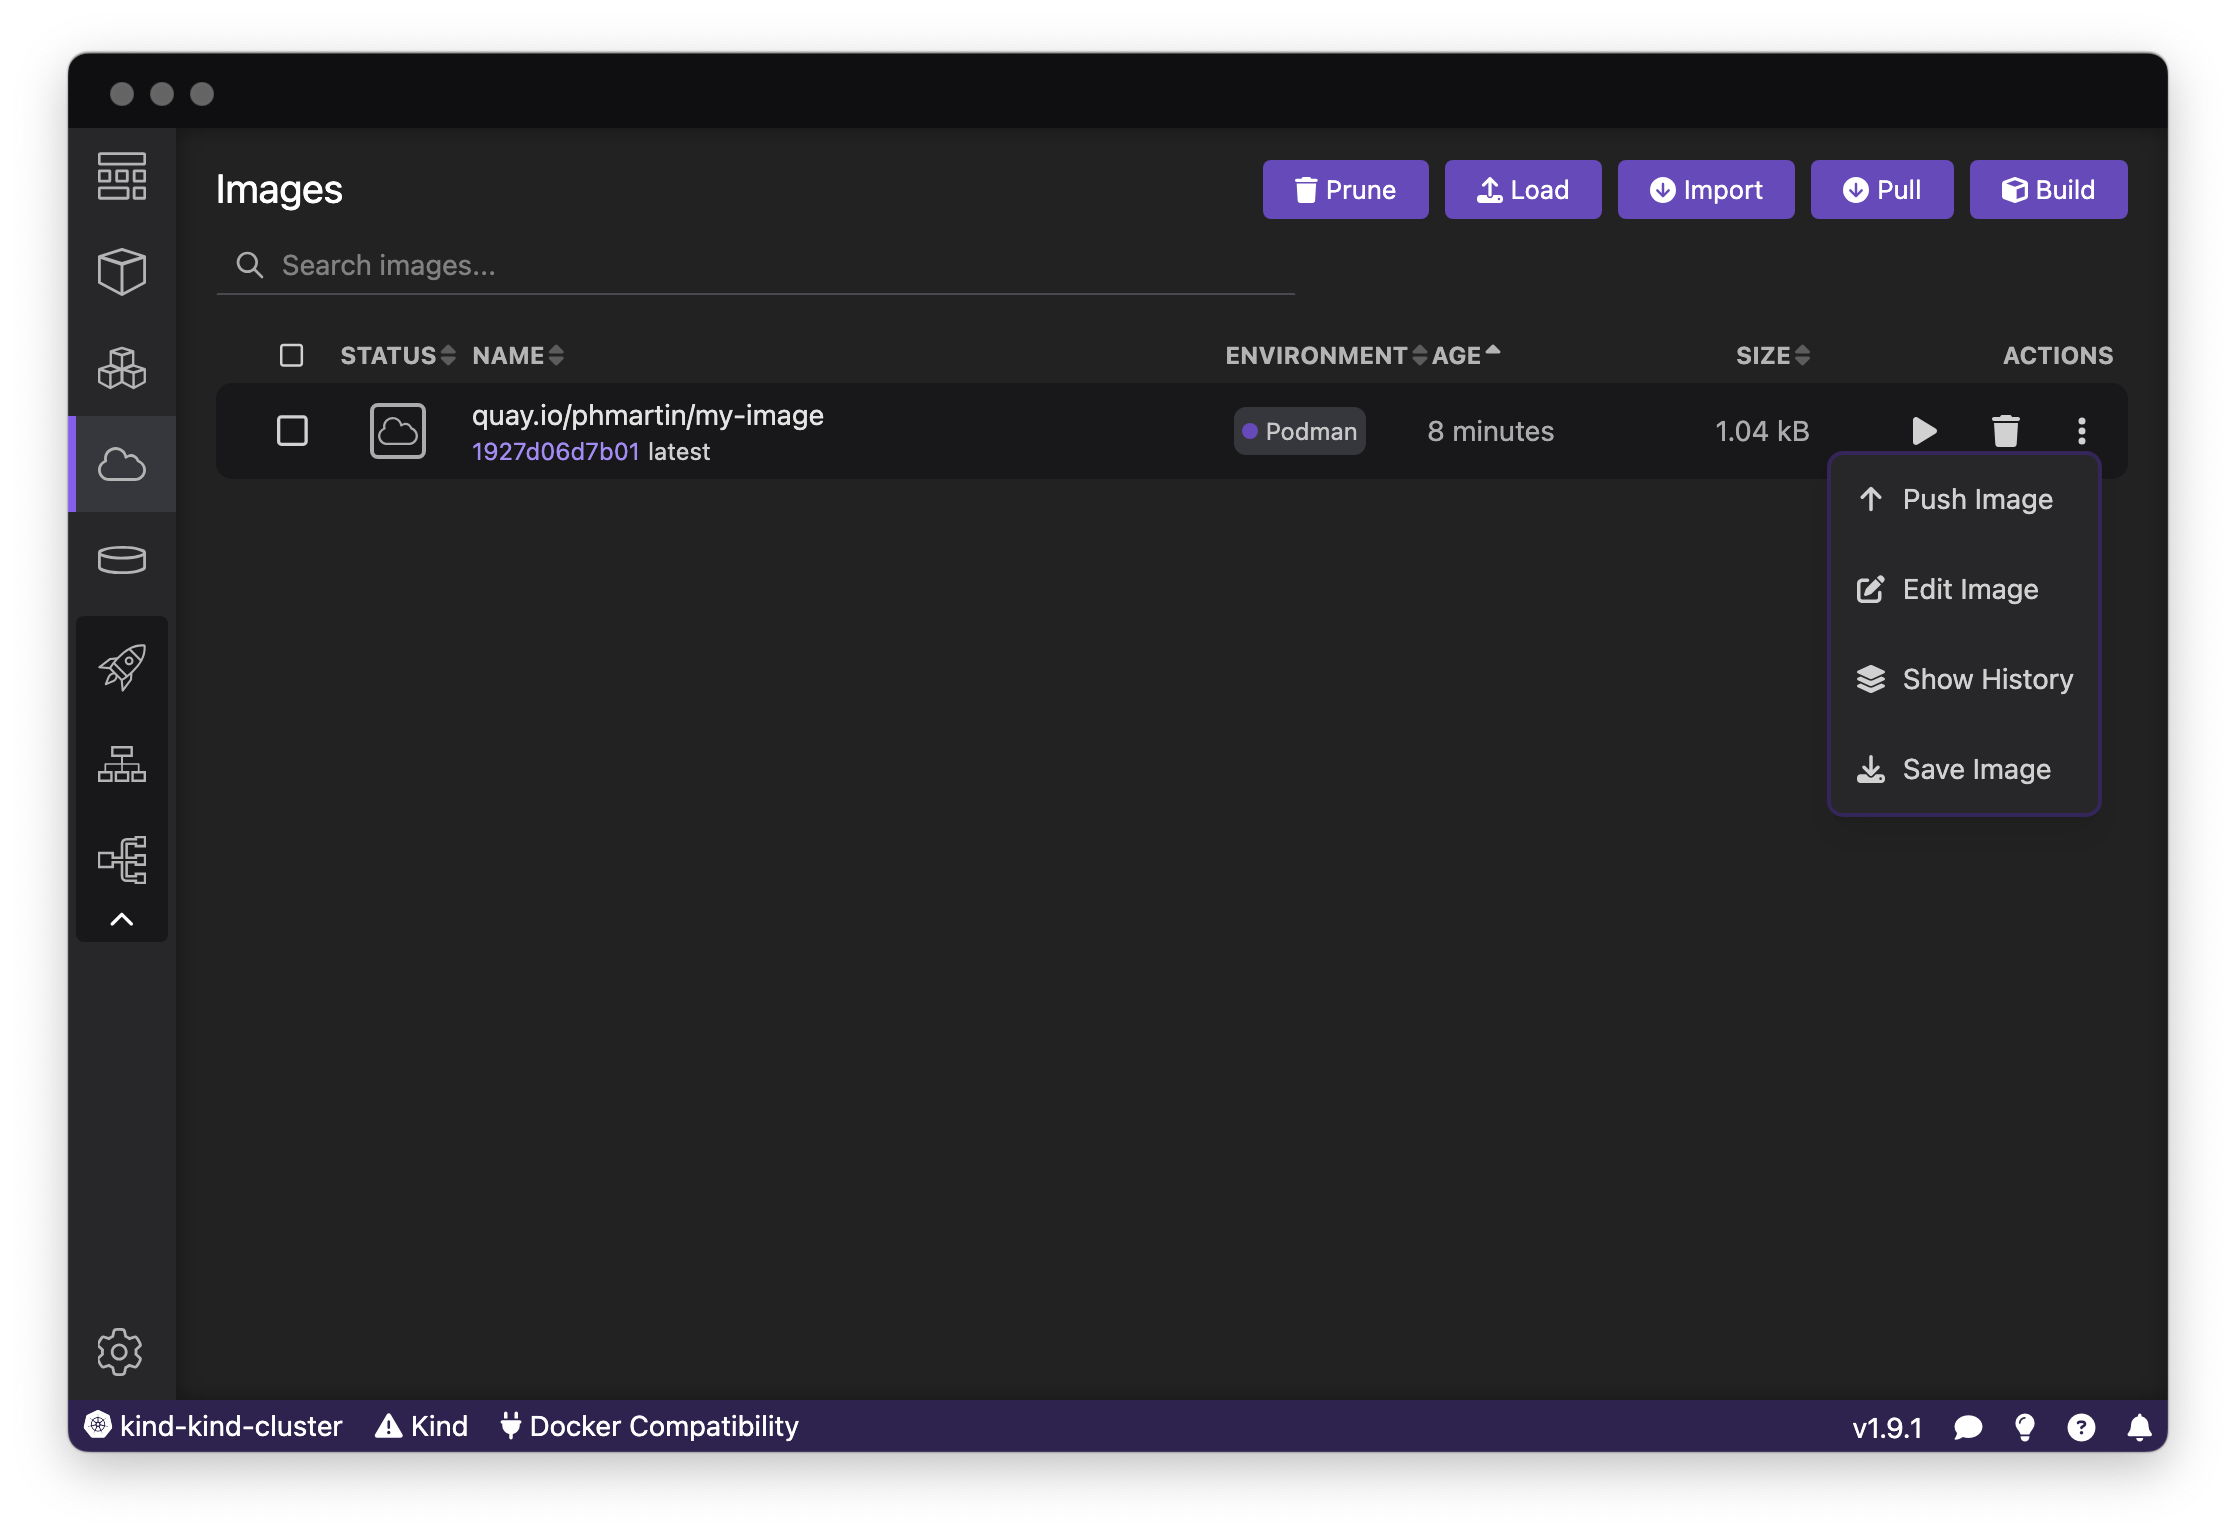 Images
Prune
Load
Import
Pull
Build
Search images...
STATUS NAME ENVIRONMENT AGE SIZE ACTIONS
quay.io/phmartin/my-image
1927d06d7b01 latest
Podman
8 minutes
1.04 kB
Push Image
Edit Image
Show History
Save Image
kind-kind-cluster Kind Docker Compatibility v1.9.1